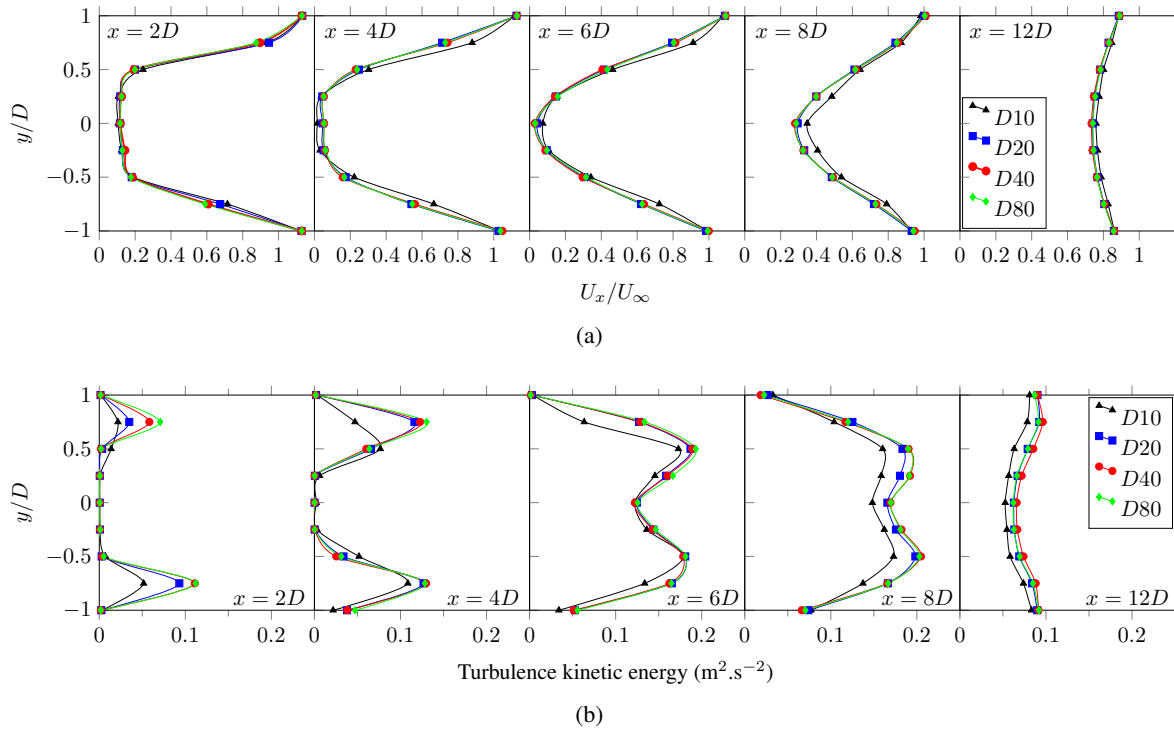 x = 2D x = 4D x = 6D x = 8D x = 12D
1
0.5
0
−0.5
−1
y/D
D10
D20
D40
D80
0 0.2 0.4 0.6 0.8 1 0 0.2 0.4 0.6 0.8 1 0 0.2 0.4 0.6 0.8 1 0 0.2 0.4 0.6 0.8 1 0 0.2 0.4 0.6 0.8 1
Ux/U∞
(a)
1
0.5
0
−0.5
−1
y/D
D10
D20
D40
D80
x = 2D x = 4D x = 6D x = 8D x = 12D
0 0.1 0.2 0 0.1 0.2 0 0.1 0.2 0 0.1 0.2 0 0.1 0.2
Turbulence kinetic energy (m².s⁻²)
(b)